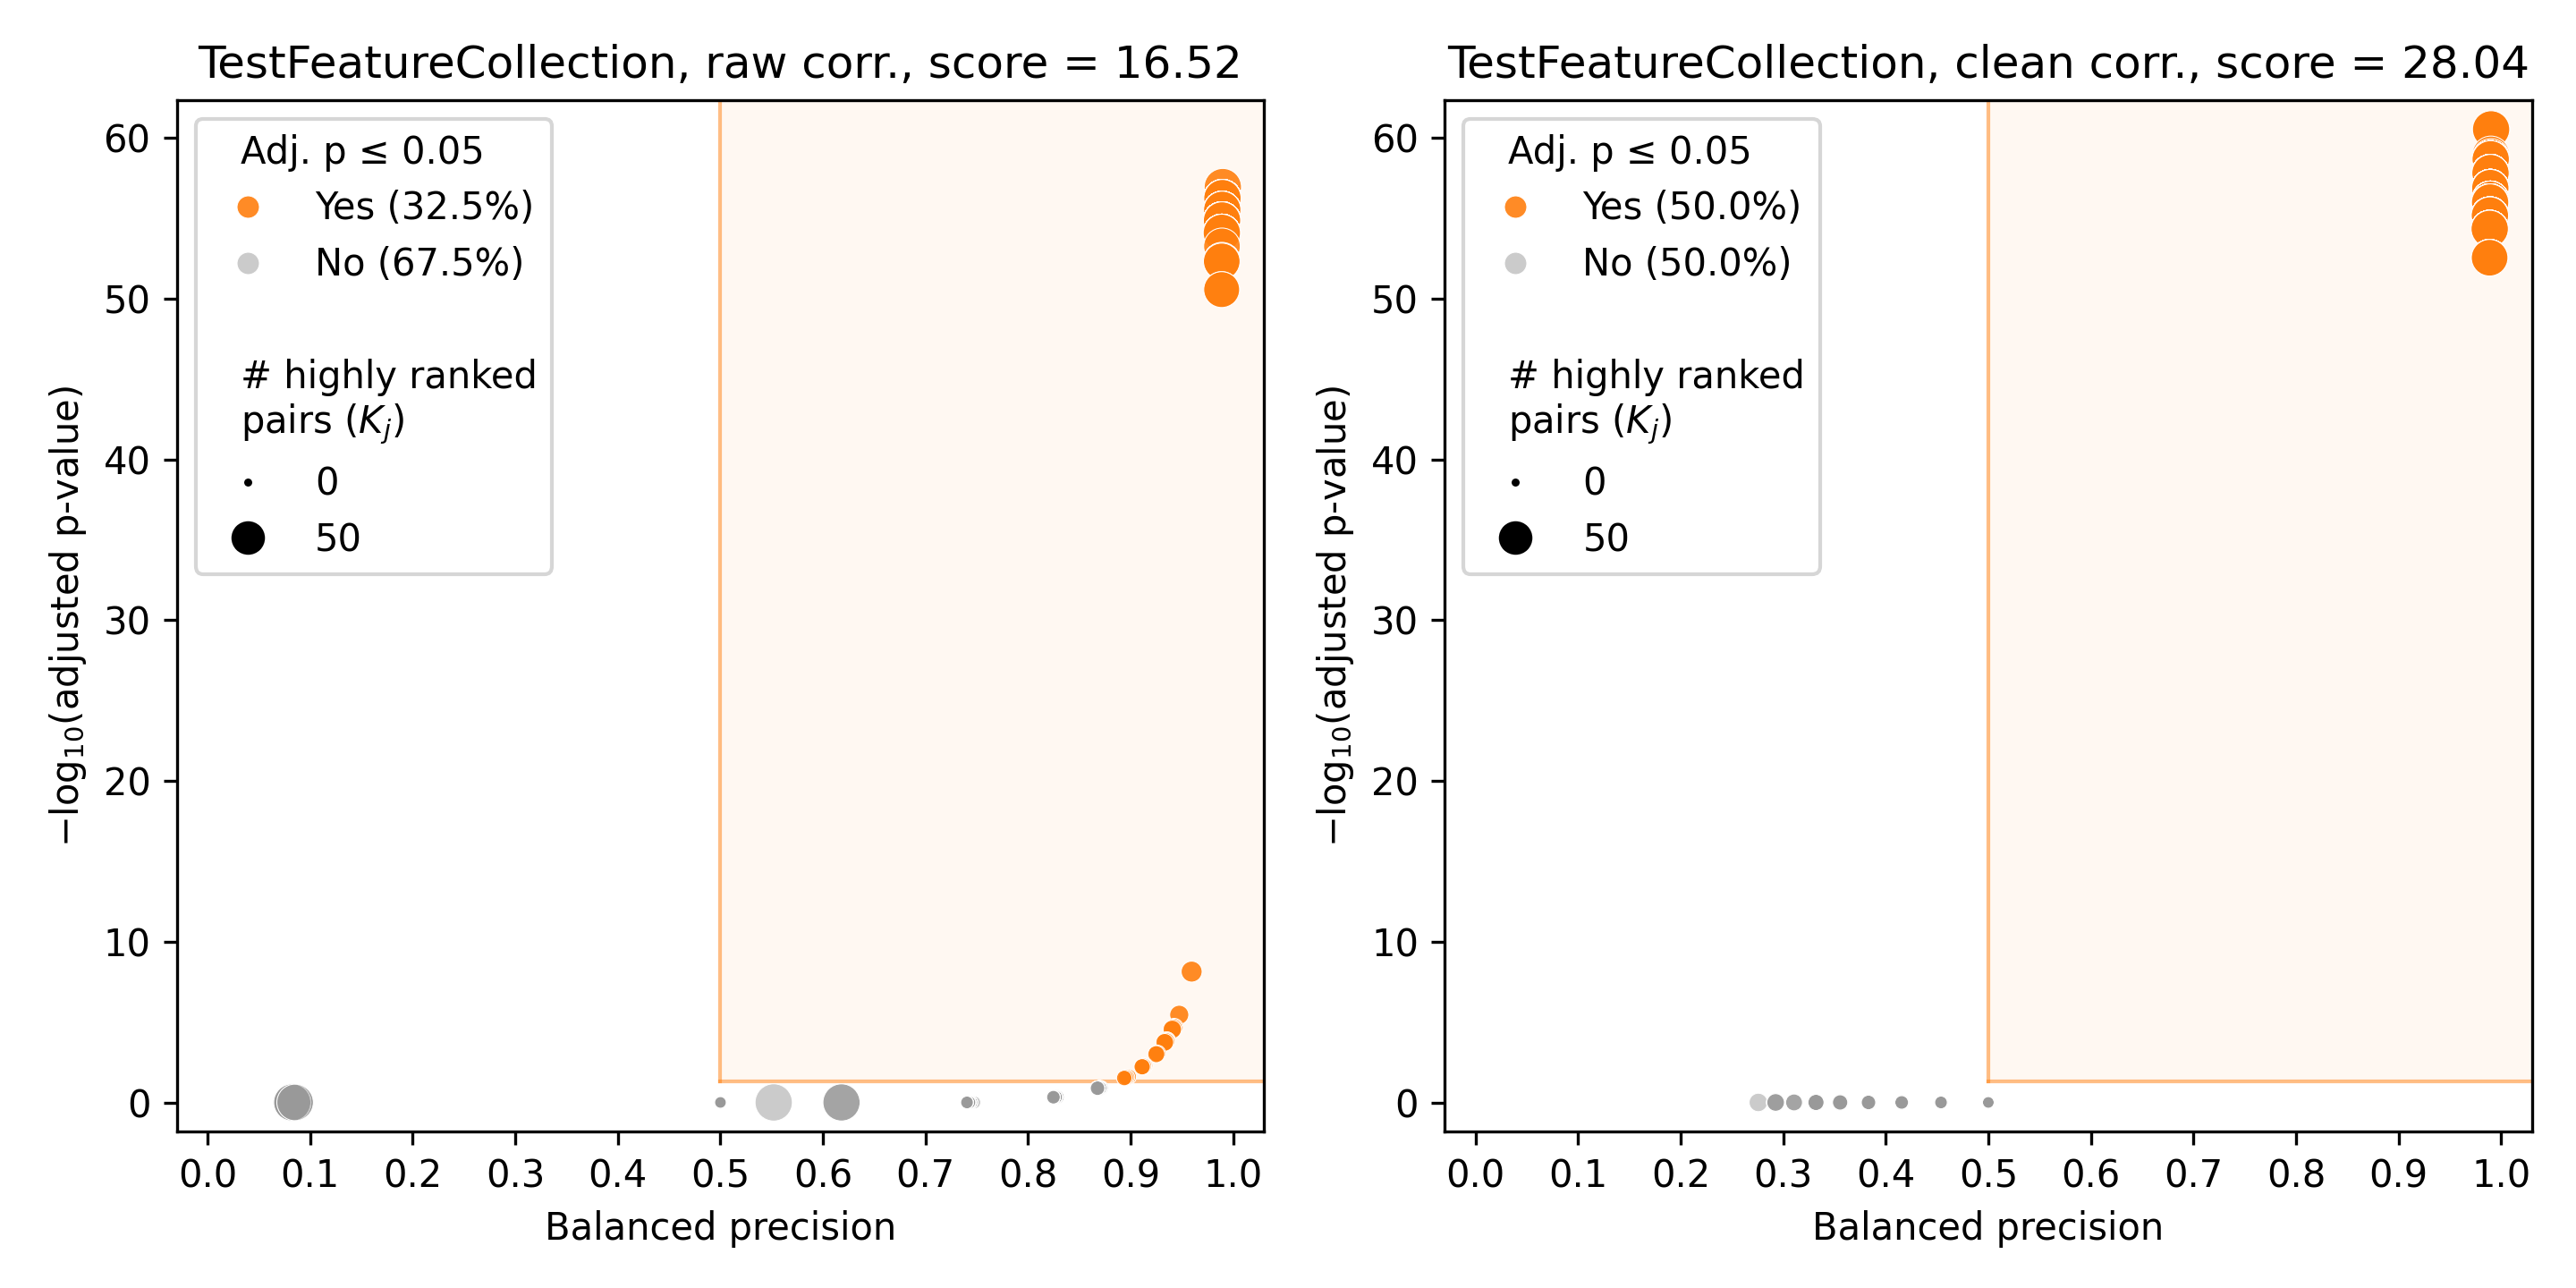 TestFeatureCollection, raw corr., score = 16.52
60
50
40
30
20
10
0
−log₁₀(adjusted p-value)
Adj. p ≤ 0.05
Yes (32.5%)
No (67.5%)
# highly ranked
pairs (Kⱼ)
0
50
0.0 0.1 0.2 0.3 0.4 0.5 0.6 0.7 0.8 0.9 1.0
Balanced precision
TestFeatureCollection, clean corr., score = 28.04
60
50
40
30
20
10
0
−log₁₀(adjusted p-value)
Adj. p ≤ 0.05
Yes (50.0%)
No (50.0%)
# highly ranked
pairs (Kⱼ)
0
50
0.0 0.1 0.2 0.3 0.4 0.5 0.6 0.7 0.8 0.9 1.0
Balanced precision